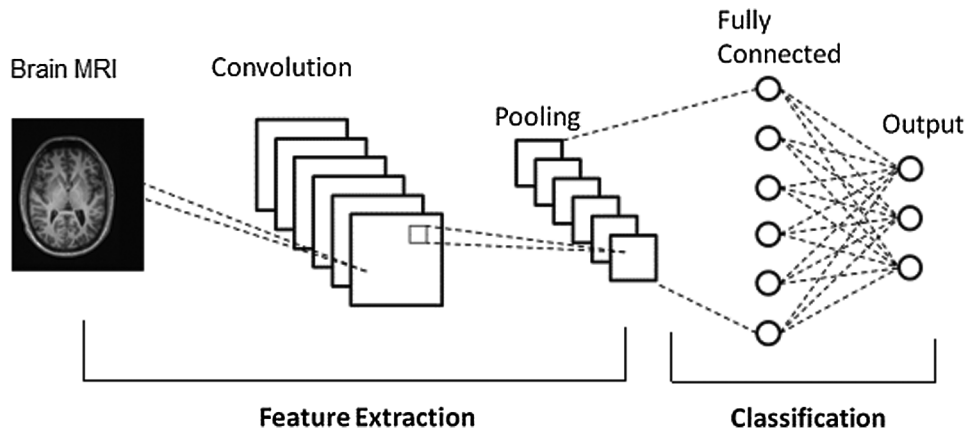 Brain MRI
Convolution
Pooling
Fully
Connected
Output
Feature Extraction
Classification